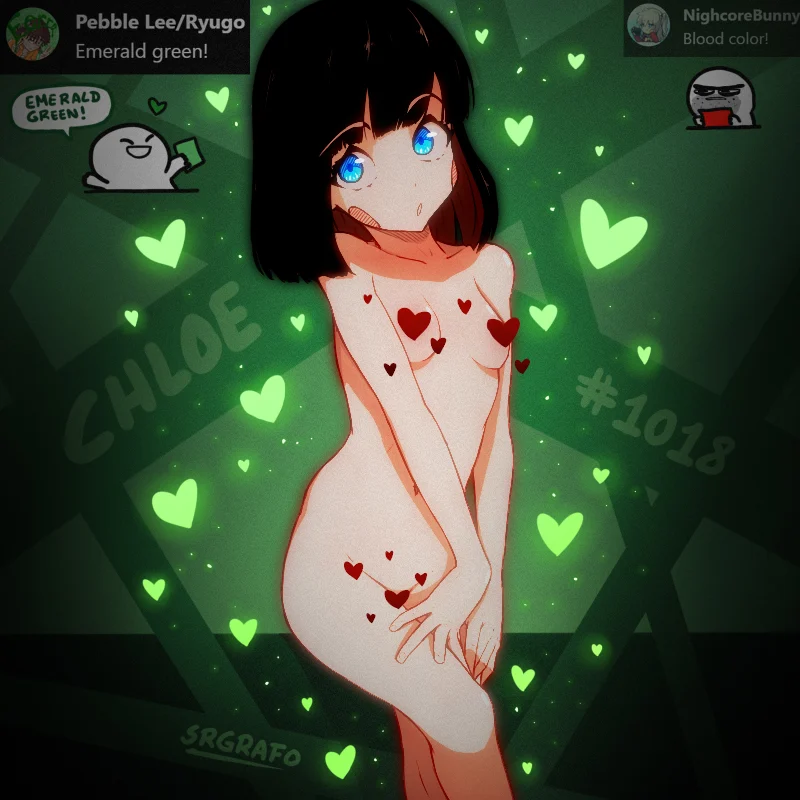 Pebble Lee/Ryugo
Emerald green!
NighcoreBunny
Blood color!
EMERALD
GREEN!
CHLOE
#1018
SRGRAFO